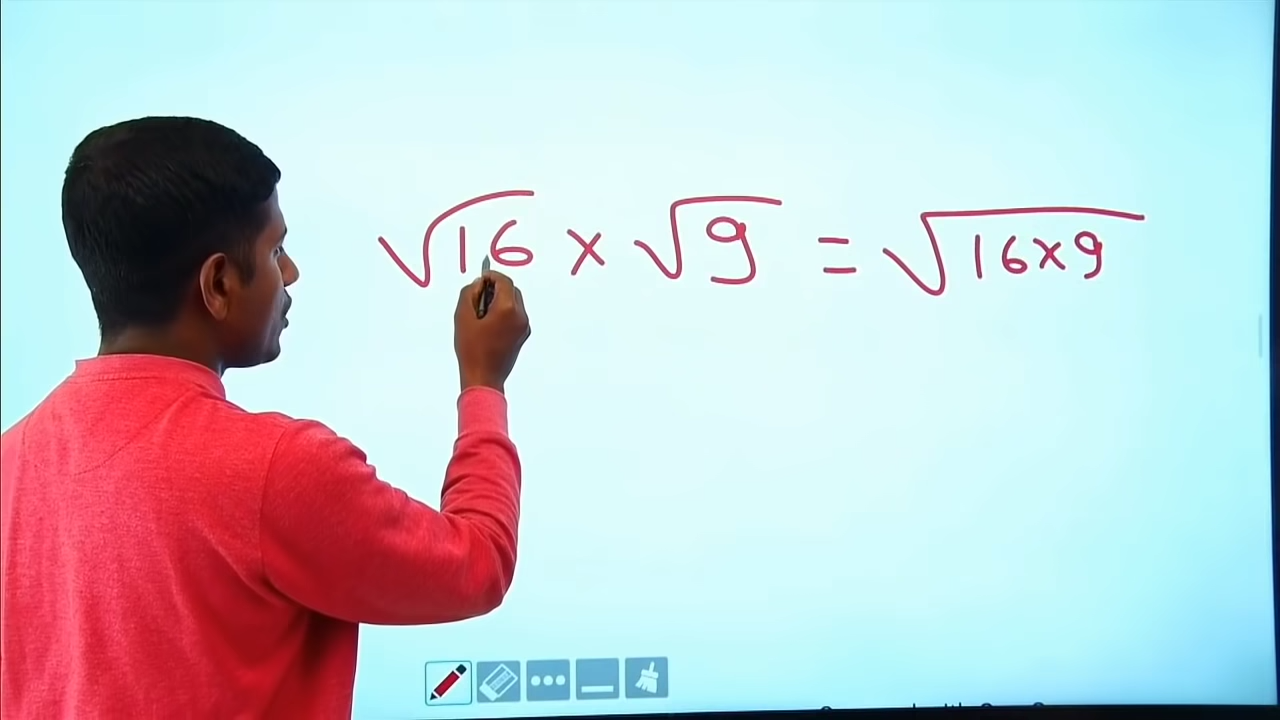 √16 × √9 = √16×9